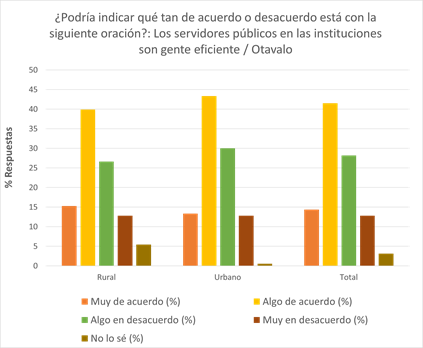 ¿Podría indicar qué tan de acuerdo o desacuerdo está con la
siguiente oración?: Los servidores públicos en las instituciones
son gente eficiente / Otavalo
% Respuestas
50
45
40
35
30
25
20
15
10
5
0
Rural Urbano Total
Muy de acuerdo (%) Algo de acuerdo (%)
Algo en desacuerdo (%) Muy en desacuerdo (%)
No lo sé (%)